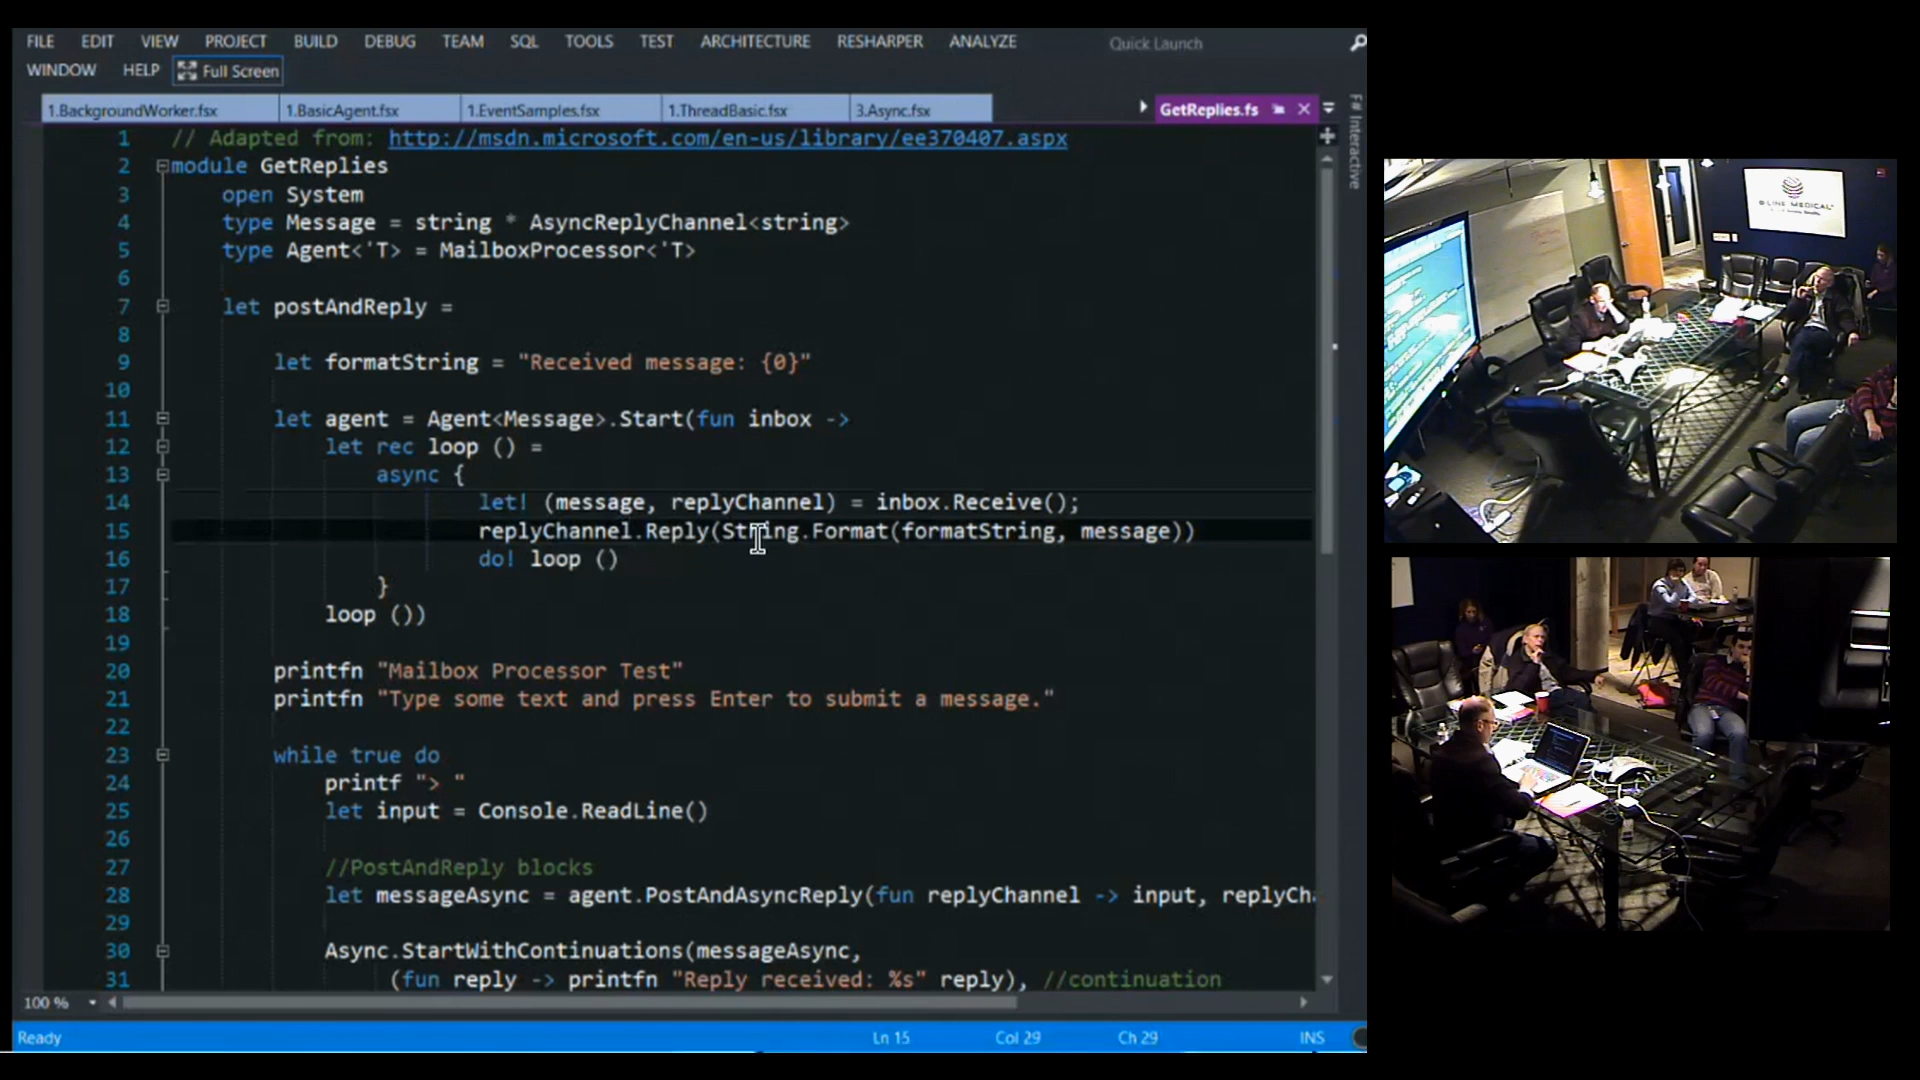 FILE EDIT VIEW PROJECT BUILD DEBUG TEAM SQL TOOLS TEST ARCHITECTURE RESHARPER ANALYZE Quick Launch
WINDOW HELP Full Screen
1.BackgroundWorker.fsx 1.BasicAgent.fsx 1.EventSamples.fsx 1.ThreadBasic.fsx 3.Async.fsx GetReplies.fs
F# Interactive
1 // Adapted from: http://msdn.microsoft.com/en-us/library/ee370407.aspx
2 module GetReplies
3 open System
4 type Message = string * AsyncReplyChannel<string>
5 type Agent<'T> = MailboxProcessor<'T>
6
7 let postAndReply =
8
9 let formatString = "Received message: {0}"
10
11 let agent = Agent<Message>.Start(fun inbox ->
12 let rec loop () =
13 async {
14 let! (message, replyChannel) = inbox.Receive();
15 replyChannel.Reply(String.Format(formatString, message))
16 do! loop ()
17 }
18 loop ())
19
20 printfn "Mailbox Processor Test"
21 printfn "Type some text and press Enter to submit a message."
22
23 while true do
24 printf "> "
25 let input = Console.ReadLine()
26
27 //PostAndReply blocks
28 let messageAsync = agent.PostAndAsyncReply(fun replyChannel -> input, replyCh
29
30 Async.StartWithContinuations(messageAsync,
31 (fun reply -> printfn "Reply received: %s" reply), //continuation
100 %
Ready Ln 15 Col 29 Ch 29 INS
B-LINE MEDICAL